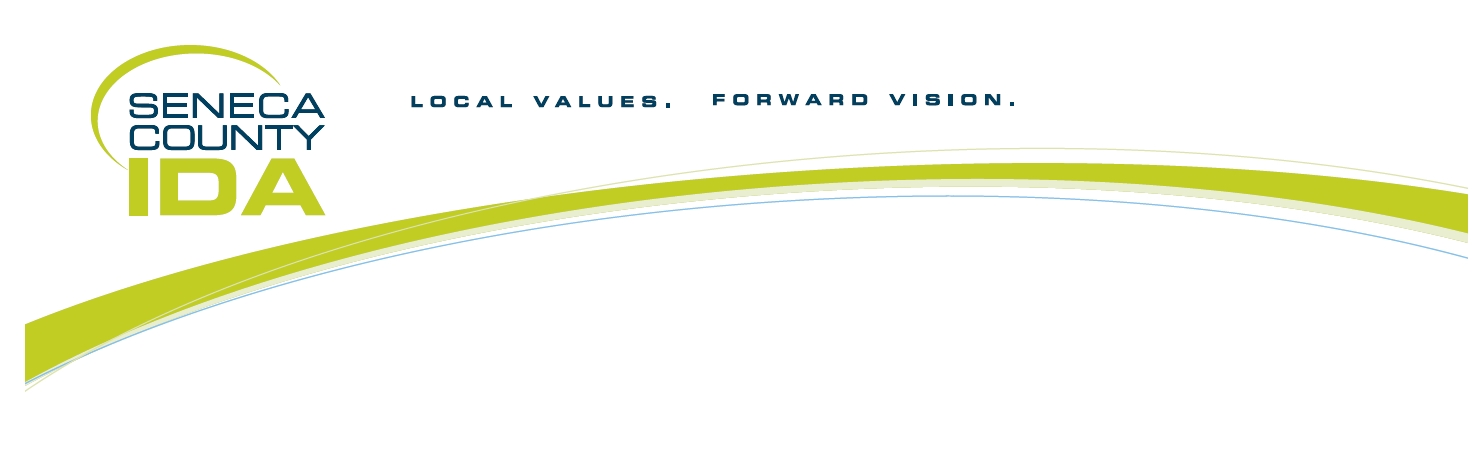 SENECA
COUNTY
IDA
LOCAL VALUES. FORWARD VISION.